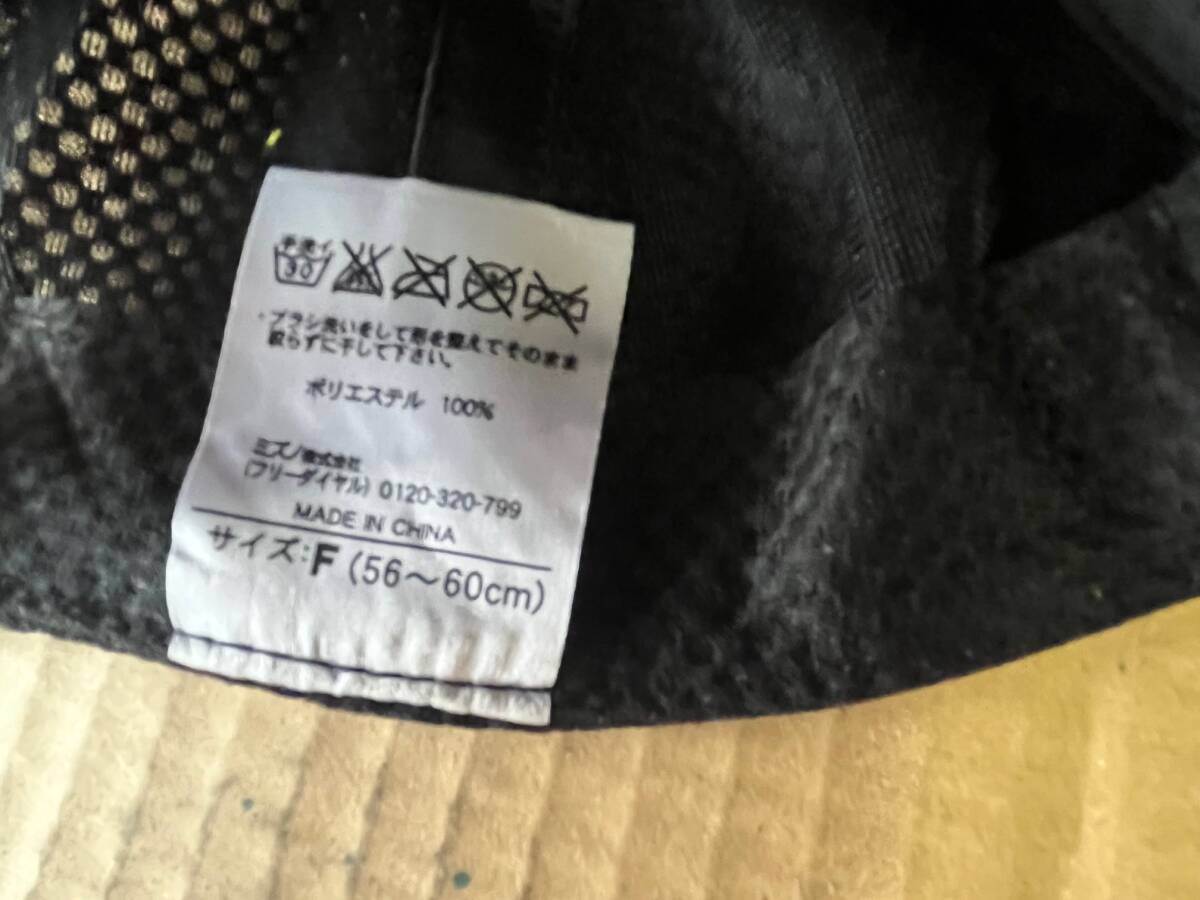 手洗イ
30
・ブラシ洗いをして形を整えてそのまま
絞らずに干して下さい。
ポリエステル 100%
ミズノ株式会社
(フリーダイヤル) 0120-320-799
MADE IN CHINA
サイズ:F (56～60cm)